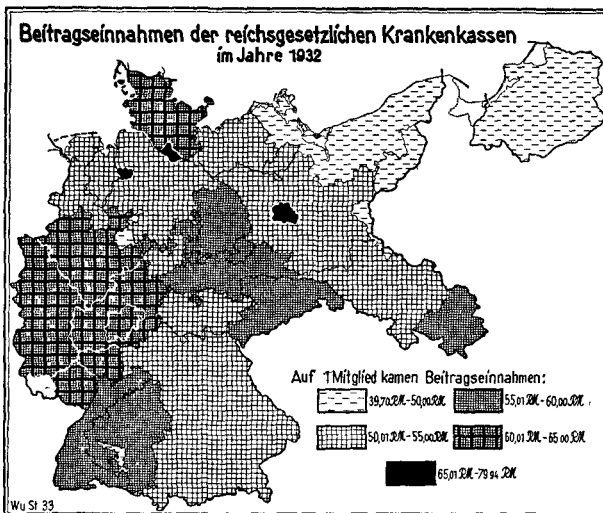 Beitragseinnahmen der reichsgesetzlichen Krankenkassen
im Jahre 1932
Auf 1 Mitglied kamen Beitragseinnahmen:
39,70 RM - 50,00 RM
55,01 RM - 60,00 RM
50,01 RM - 55,00 RM
60,01 RM - 65,00 RM
65,01 RM - 79,94 RM
Wu St 33